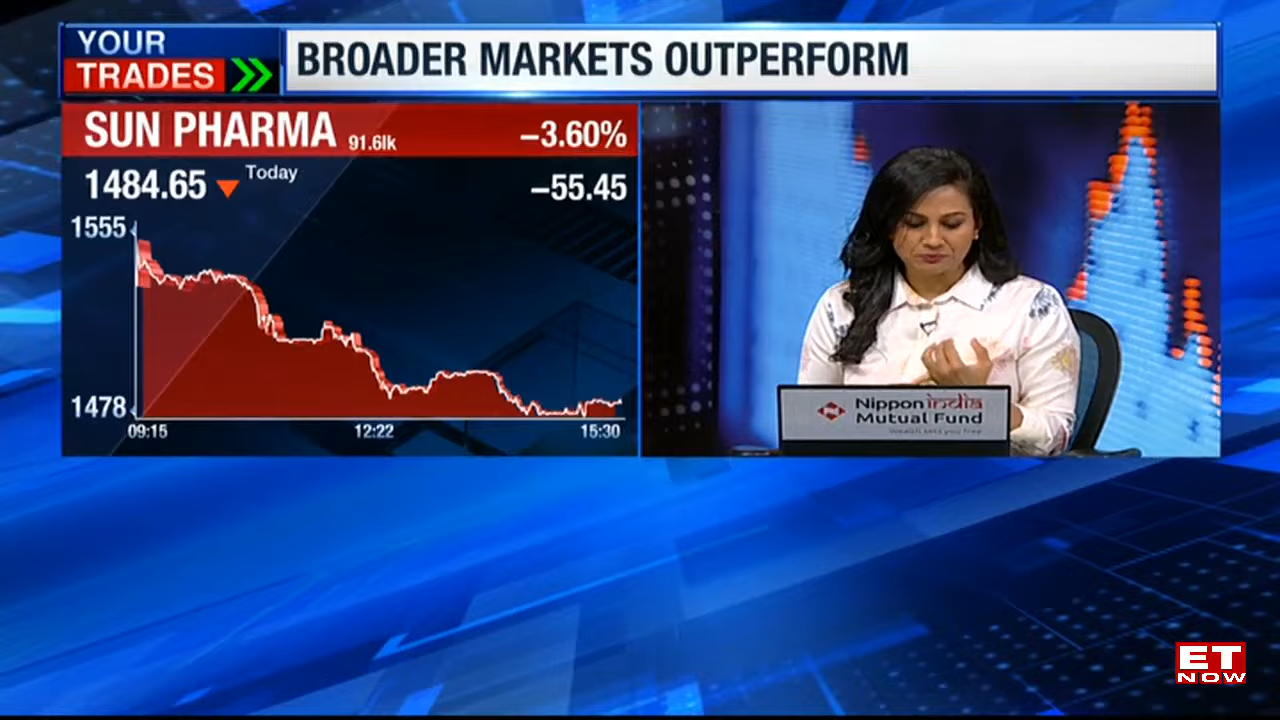 YOUR
TRADES
BROADER MARKETS OUTPERFORM
SUN PHARMA 91.6lk -3.60%
1484.65 Today -55.45
1555
1478
09:15 12:22 15:30
Nippon india
Mutual Fund
Wealth sets you free
ET
NOW